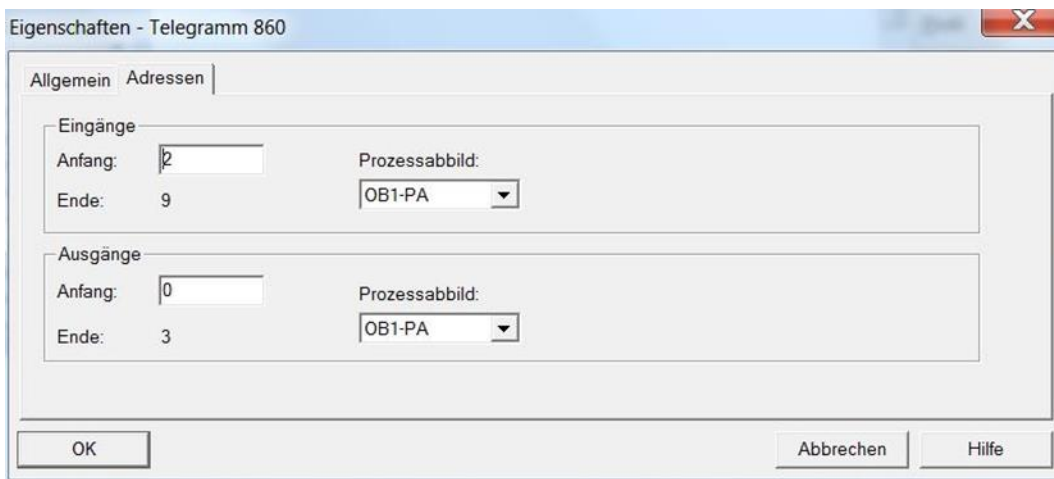 Eigenschaften - Telegramm 860
Allgemein Adressen
Eingänge
Anfang: 2 Prozessabbild:
Ende: 9 OB1-PA
Ausgänge
Anfang: 0 Prozessabbild:
Ende: 3 OB1-PA
OK Abbrechen Hilfe